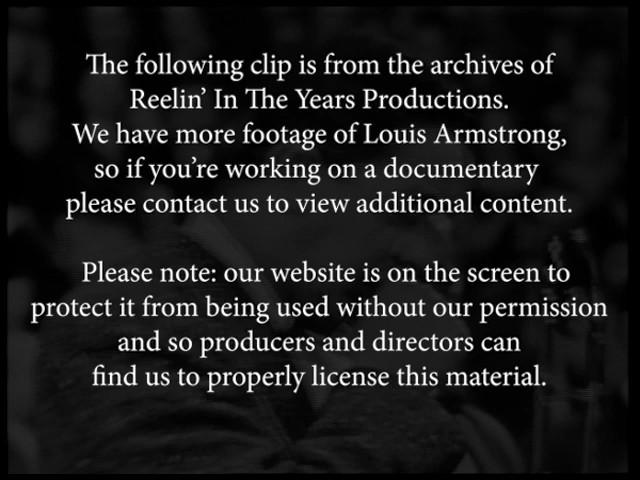 The following clip is from the archives of
Reelin’ In The Years Productions.
We have more footage of Louis Armstrong,
so if you’re working on a documentary
please contact us to view additional content.
Please note: our website is on the screen to
protect it from being used without our permission
and so producers and directors can
find us to properly license this material.